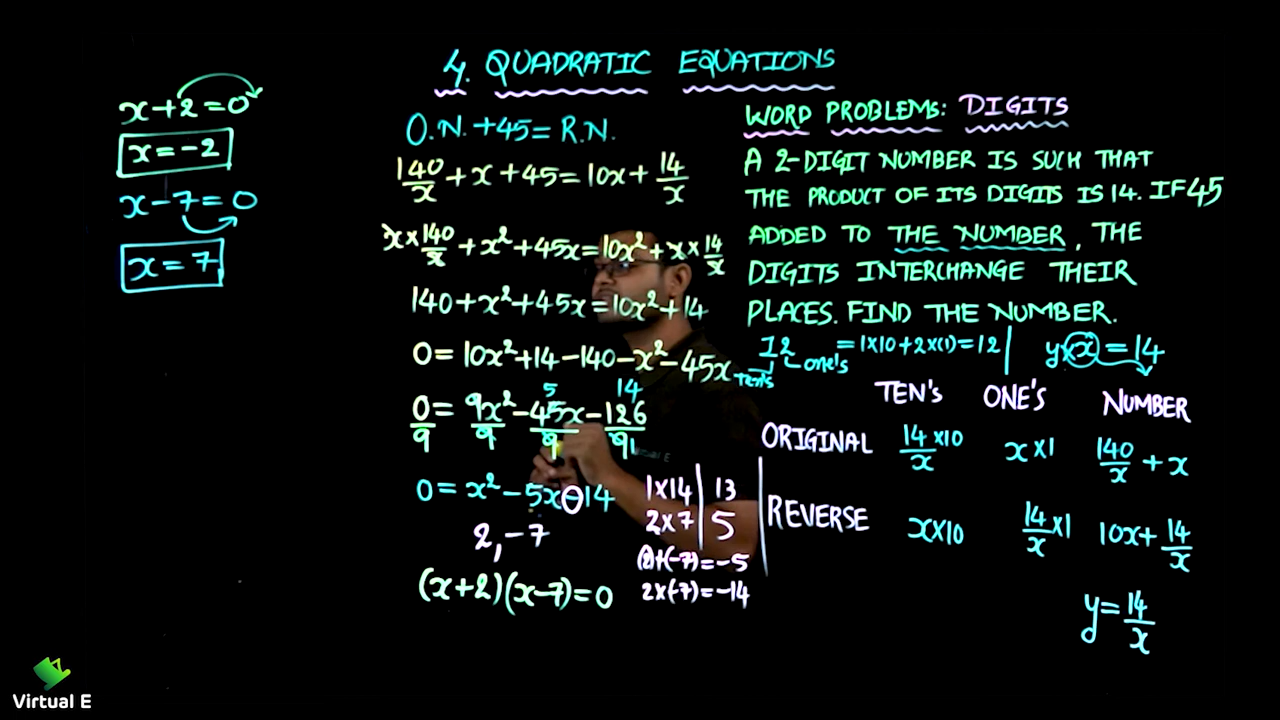 4. QUADRATIC EQUATIONS
x+2=0
x=-2
x-7=0
x=7
O.N.+45=R.N.
140/x+x+45=10x+14/x
x×140/x+x²+45x=10x²+x×14/x
140+x²+45x=10x²+14
0=10x²+14-140-x²-45x
5 14
0/9=9x²/9-45x/9-126/91
0=x²-5x-14
2,-7
(x+2)(x-7)=0
1×14 | 13
2×7 | 5
(2)+(-7)=-5
2×(-7)=-14
WORD PROBLEMS: DIGITS
A 2-DIGIT NUMBER IS SUCH THAT
THE PRODUCT OF ITS DIGITS IS 14. IF 45
ADDED TO THE NUMBER, THE
DIGITS INTERCHANGE THEIR
PLACES. FIND THE NUMBER.
12 one's =1×10+2×(1)=12 | y×x=14
ten's
TEN's ONE'S NUMBER
ORIGINAL 14/x×10 x×1 140/x+x
REVERSE x×10 14/x×1 10x+14/x
y=14/x
Virtual E